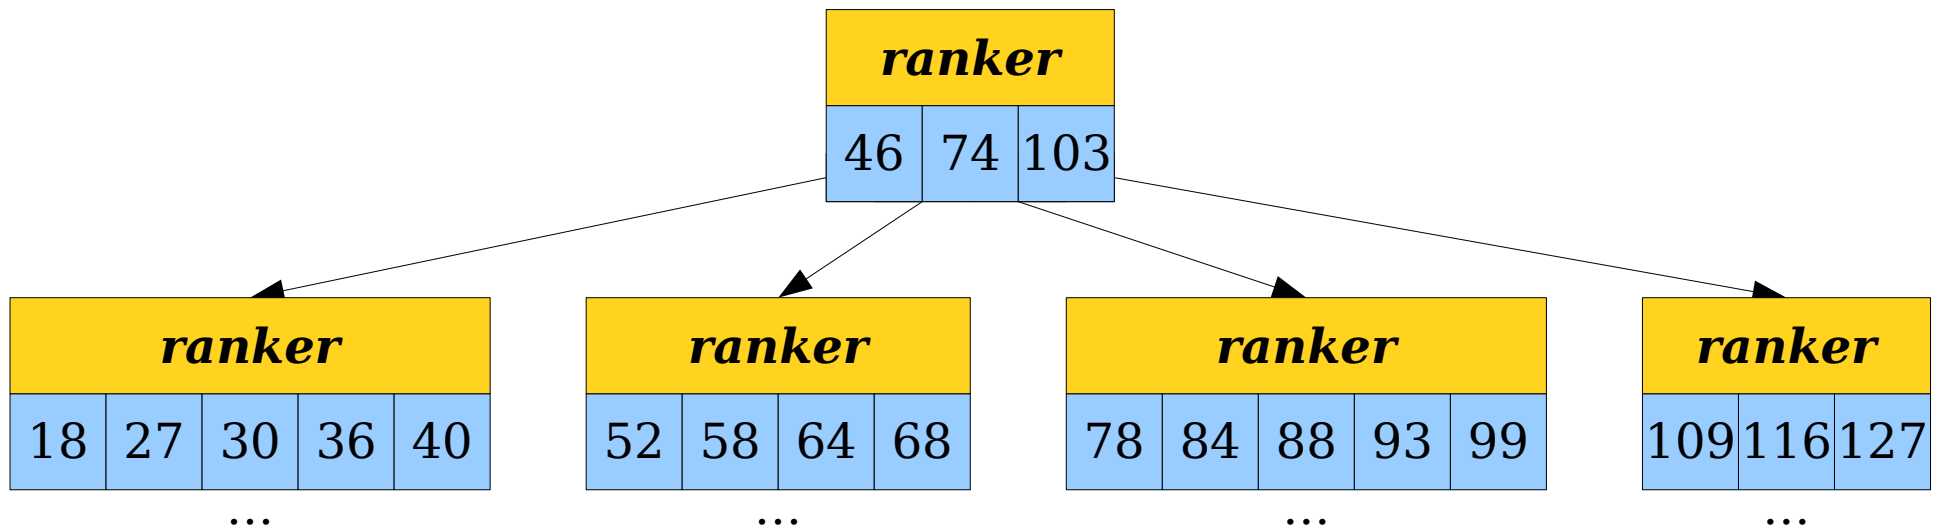 ranker
46 74 103
ranker ranker ranker ranker
18 27 30 36 40 52 58 64 68 78 84 88 93 99 109 116 127
... ... ... ...